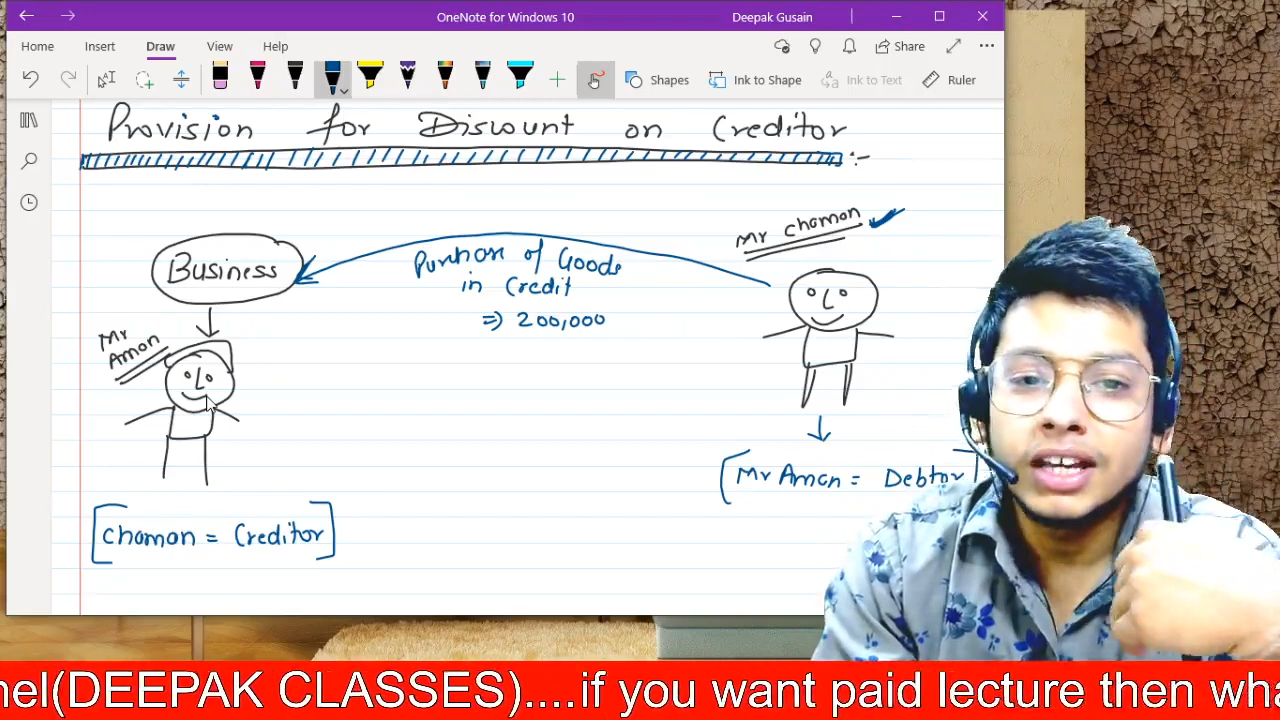 OneNote for Windows 10
Deepak Gusain
Home Insert Draw View Help
Share
Shapes Ink to Shape Ink to Text Ruler
Provision for Discount on Creditor :-
Mr chaman
Business
Purchase of Goods
in Credit
=> 200,000
Mr
Aman
[Mr Aman = Debtor]
[chaman = Creditor]
nel(DEEPAK CLASSES)....if you want paid lecture then wha